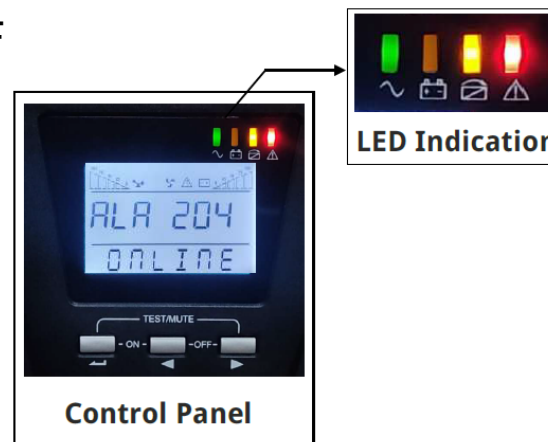 LED Indication
ALA 204
ONLINE
TEST/MUTE
ON
OFF
Control Panel